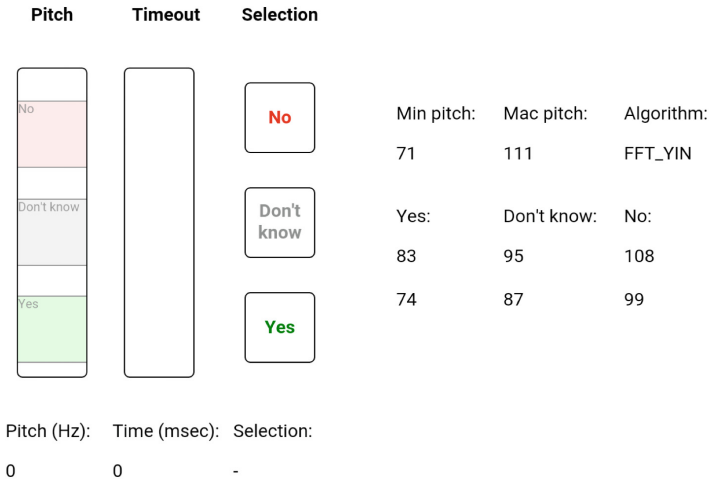 Pitch Timeout Selection
No
Don't know
Yes
No
Don't
know
Yes
Min pitch: Mac pitch: Algorithm:
71 111 FFT_YIN
Yes: Don't know: No:
83 95 108
74 87 99
Pitch (Hz): Time (msec): Selection:
0 0 -